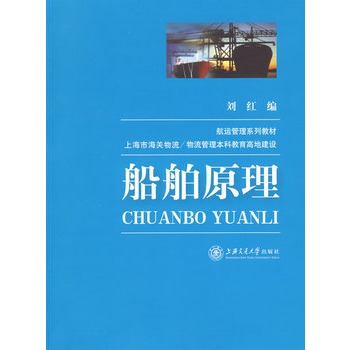 刘红 编
航运管理系列教材
上海市海关物流/物流管理本科教育高地建设
船舶原理
CHUANBO YUANLI
上海交通大学出版社